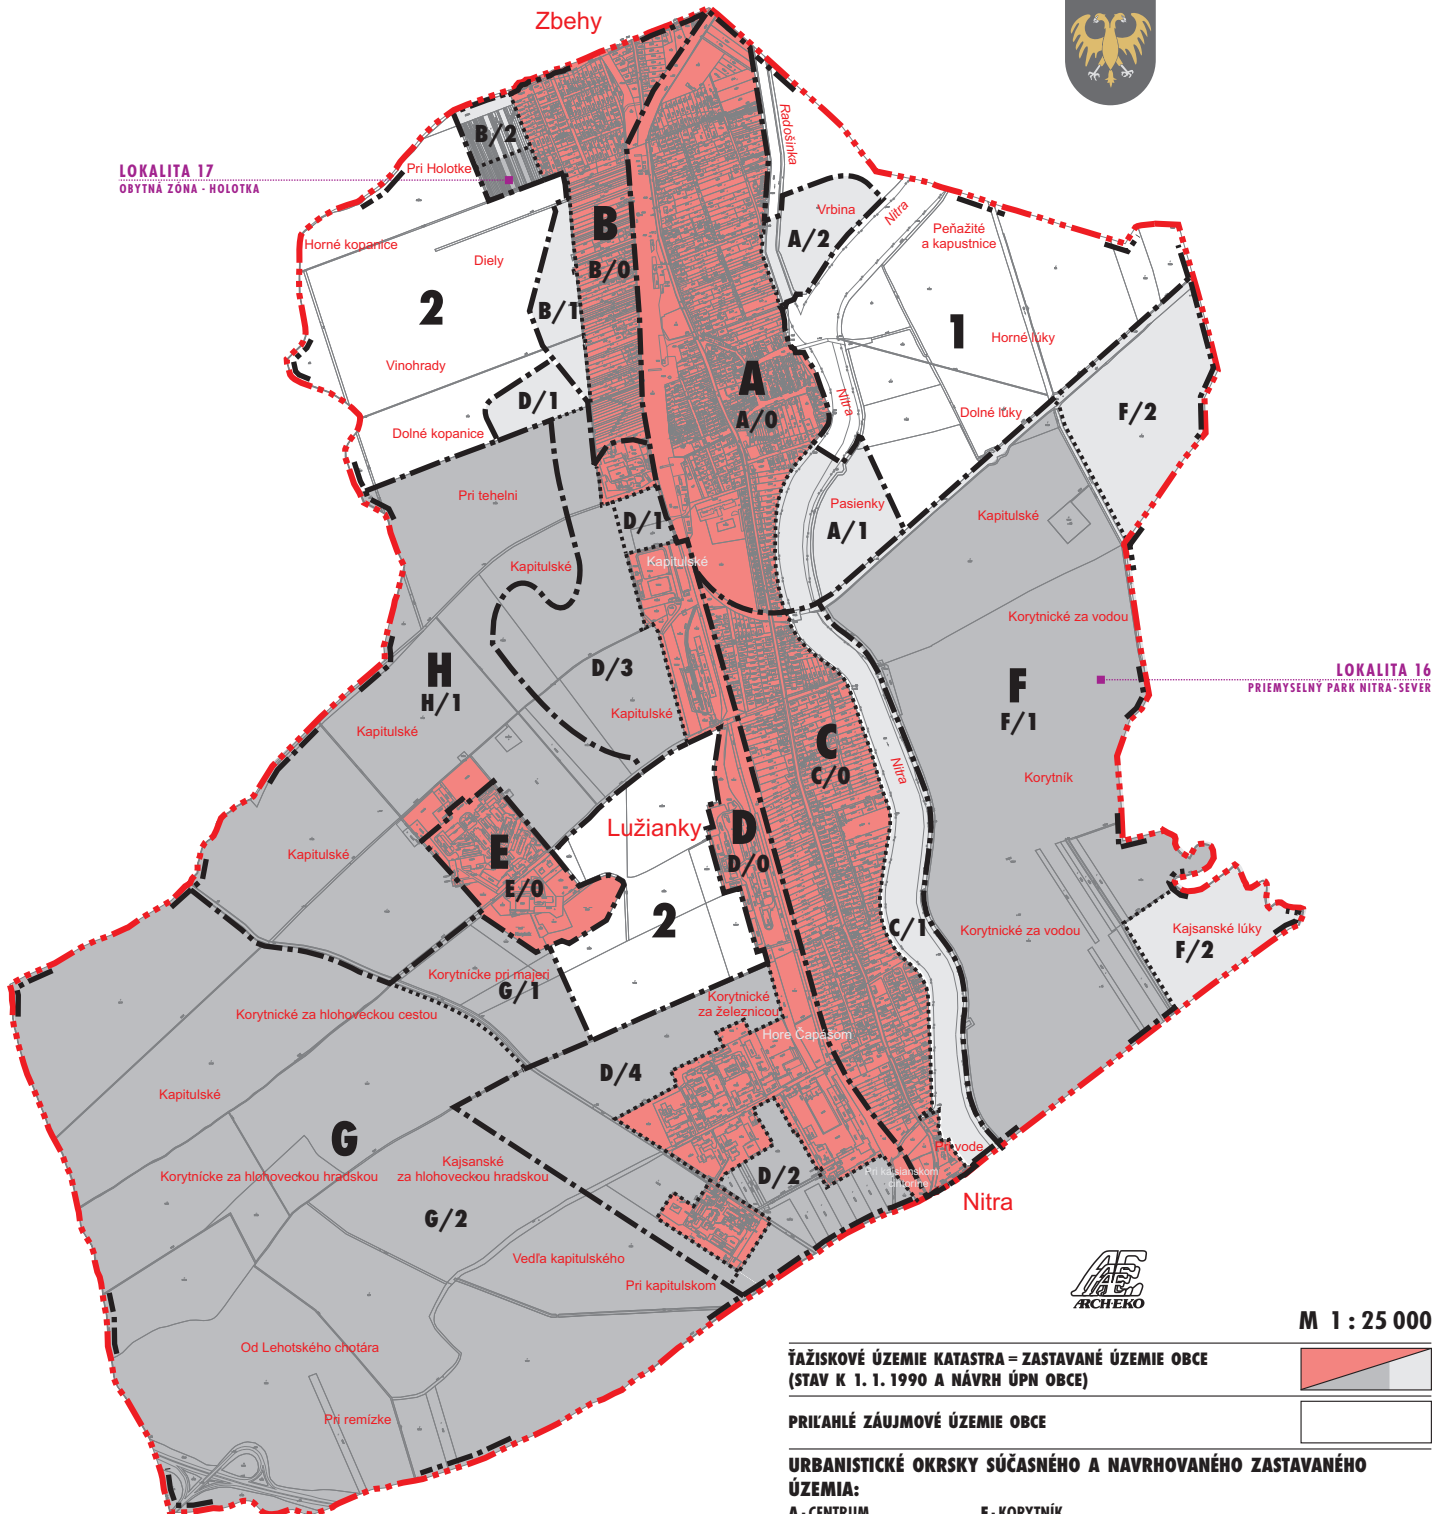 Zbehy
LOKALITA 17
OBYTNÁ ZÓNA - HOLOTKA
B/2
Pri Holotke
Radošinka
Vrbina
A/2
Nitra
Peňažité
a kapustnice
Horné kopanice
Diely
B
B/0
2
B/1
1
Horné lúky
Vinohrady
D/1
A
A/0
Nitra
Dolné lúky
F/2
Dolné kopanice
Pri tehelni
D/1
Pasienky
A/1
Kapitulské
Kapitulské
Kapitulské
Korytnické za vodou
H
H/1
D/3
F
F/1
LOKALITA 16
PRIEMYSELNÝ PARK NITRA-SEVER
Kapitulské
Kapitulské
C
C/0
Nitra
Korytník
Lužianky
D
D/0
Kapitulské
E
E/0
2
C/1
Korytnické za vodou
Kajsanské lúky
F/2
Korytnícke pri majeri
G/1
Korytnické
za železnicou
Korytnické za hlohoveckou cestou
Hore Čapášom
D/4
Kapitulské
G
Kajsanské
za hlohoveckou hradskou
Korytnícke za hlohoveckou hradskou
Pri vode
D/2
Pri kajsianskom
cintoríne
Nitra
G/2
Vedľa kapitulského
Pri kapitulskom
Od Lehotského chotára
Pri remízke
ARCH-EKO
M 1 : 25 000
ŤAŽISKOVÉ ÚZEMIE KATASTRA = ZASTAVANÉ ÚZEMIE OBCE
(STAV K 1. 1. 1990 A NÁVRH ÚPN OBCE)
PRIĽAHLÉ ZÁUJMOVÉ ÚZEMIE OBCE
URBANISTICKÉ OKRSKY SÚČASNÉHO A NAVRHOVANÉHO ZASTAVANÉHO
ÚZEMIA:
A - CENTRUM
F - KORYTNÍK